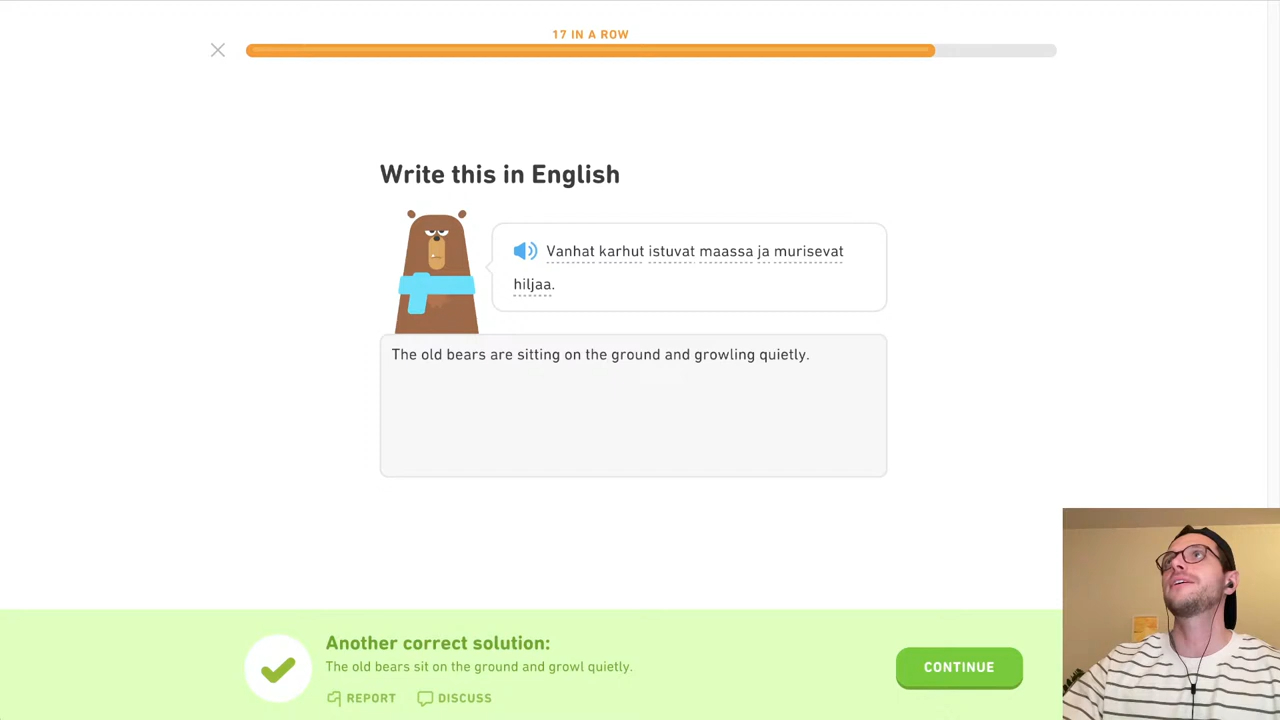 17 IN A ROW
Write this in English
Vanhat karhut istuvat maassa ja murisevat
hiljaa.
The old bears are sitting on the ground and growling quietly.
Another correct solution:
The old bears sit on the ground and growl quietly.
REPORT DISCUSS
CONTINUE